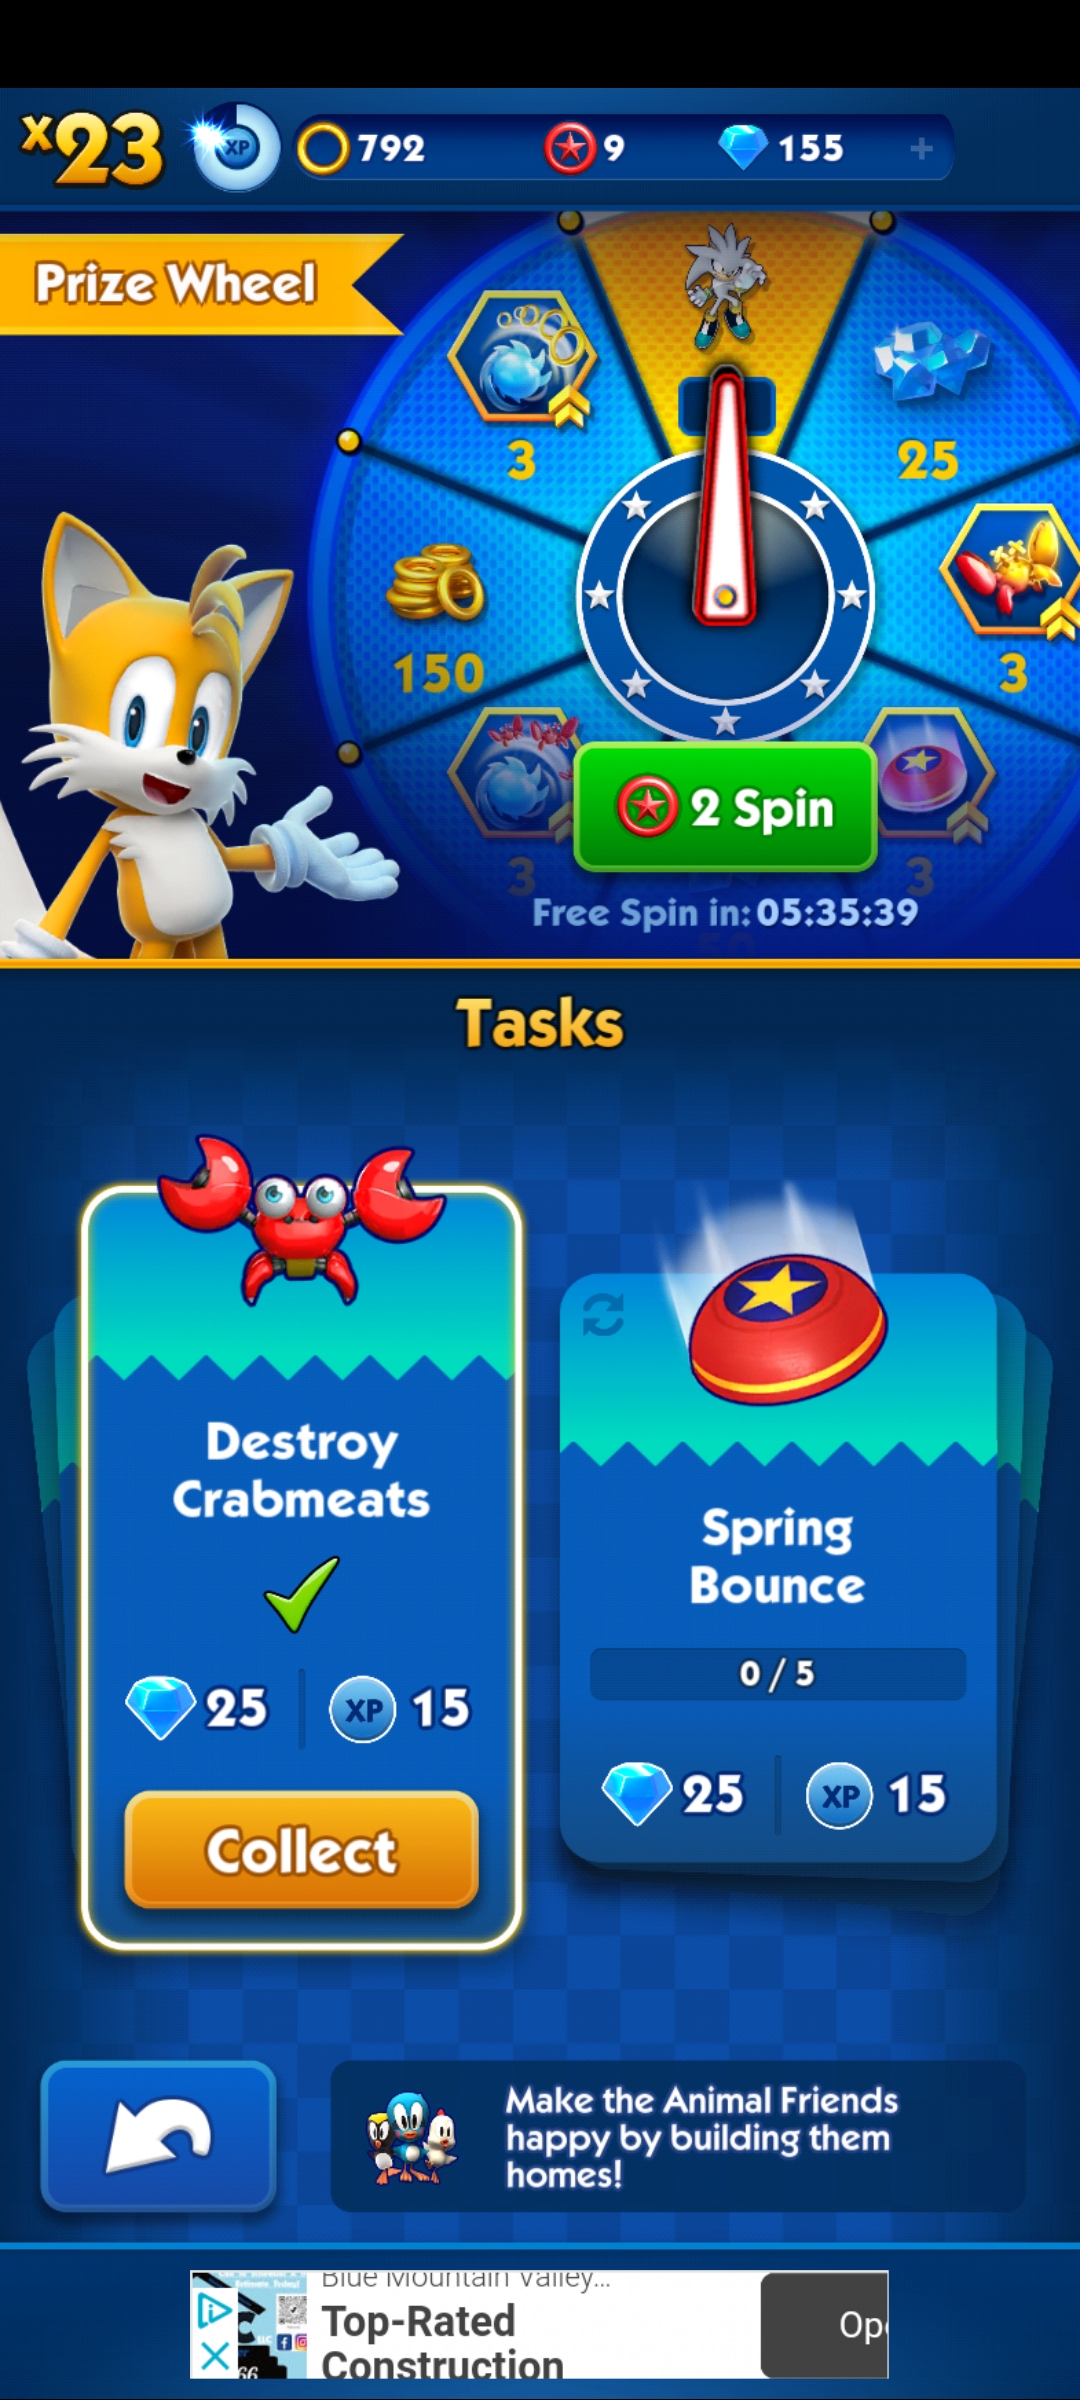 x23
XP
792
9
155
+
Prize Wheel
3
25
150
3
3
3
2 Spin
Free Spin in: 05:35:39
Tasks
Destroy
Crabmeats
25
XP
15
Collect
Spring
Bounce
0 / 5
25
XP
15
Make the Animal Friends
happy by building them
homes!
Blue Mountain Valley...
Top-Rated
Construction